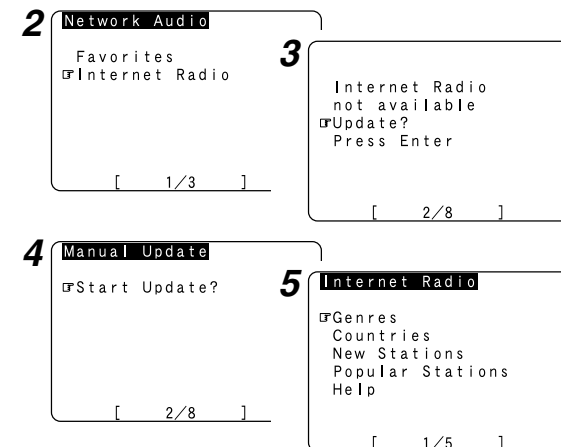 2
Network Audio
Favorites
☞Internet Radio
[ 1/3 ]
3
Internet Radio
not available
☞Update?
Press Enter
[ 2/8 ]
4
Manual Update
☞Start Update?
[ 2/8 ]
5
Internet Radio
☞Genres
Countries
New Stations
Popular Stations
Help
[ 1/5 ]